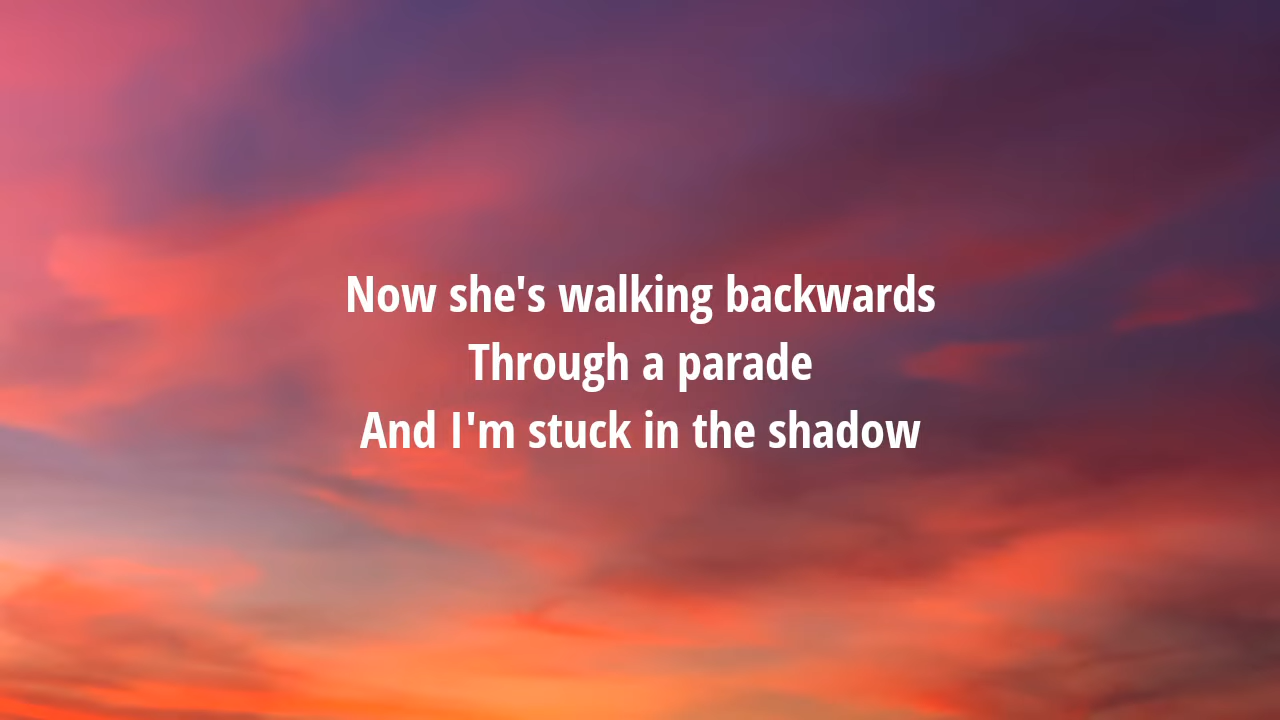 Now she's walking backwards
Through a parade
And I'm stuck in the shadow